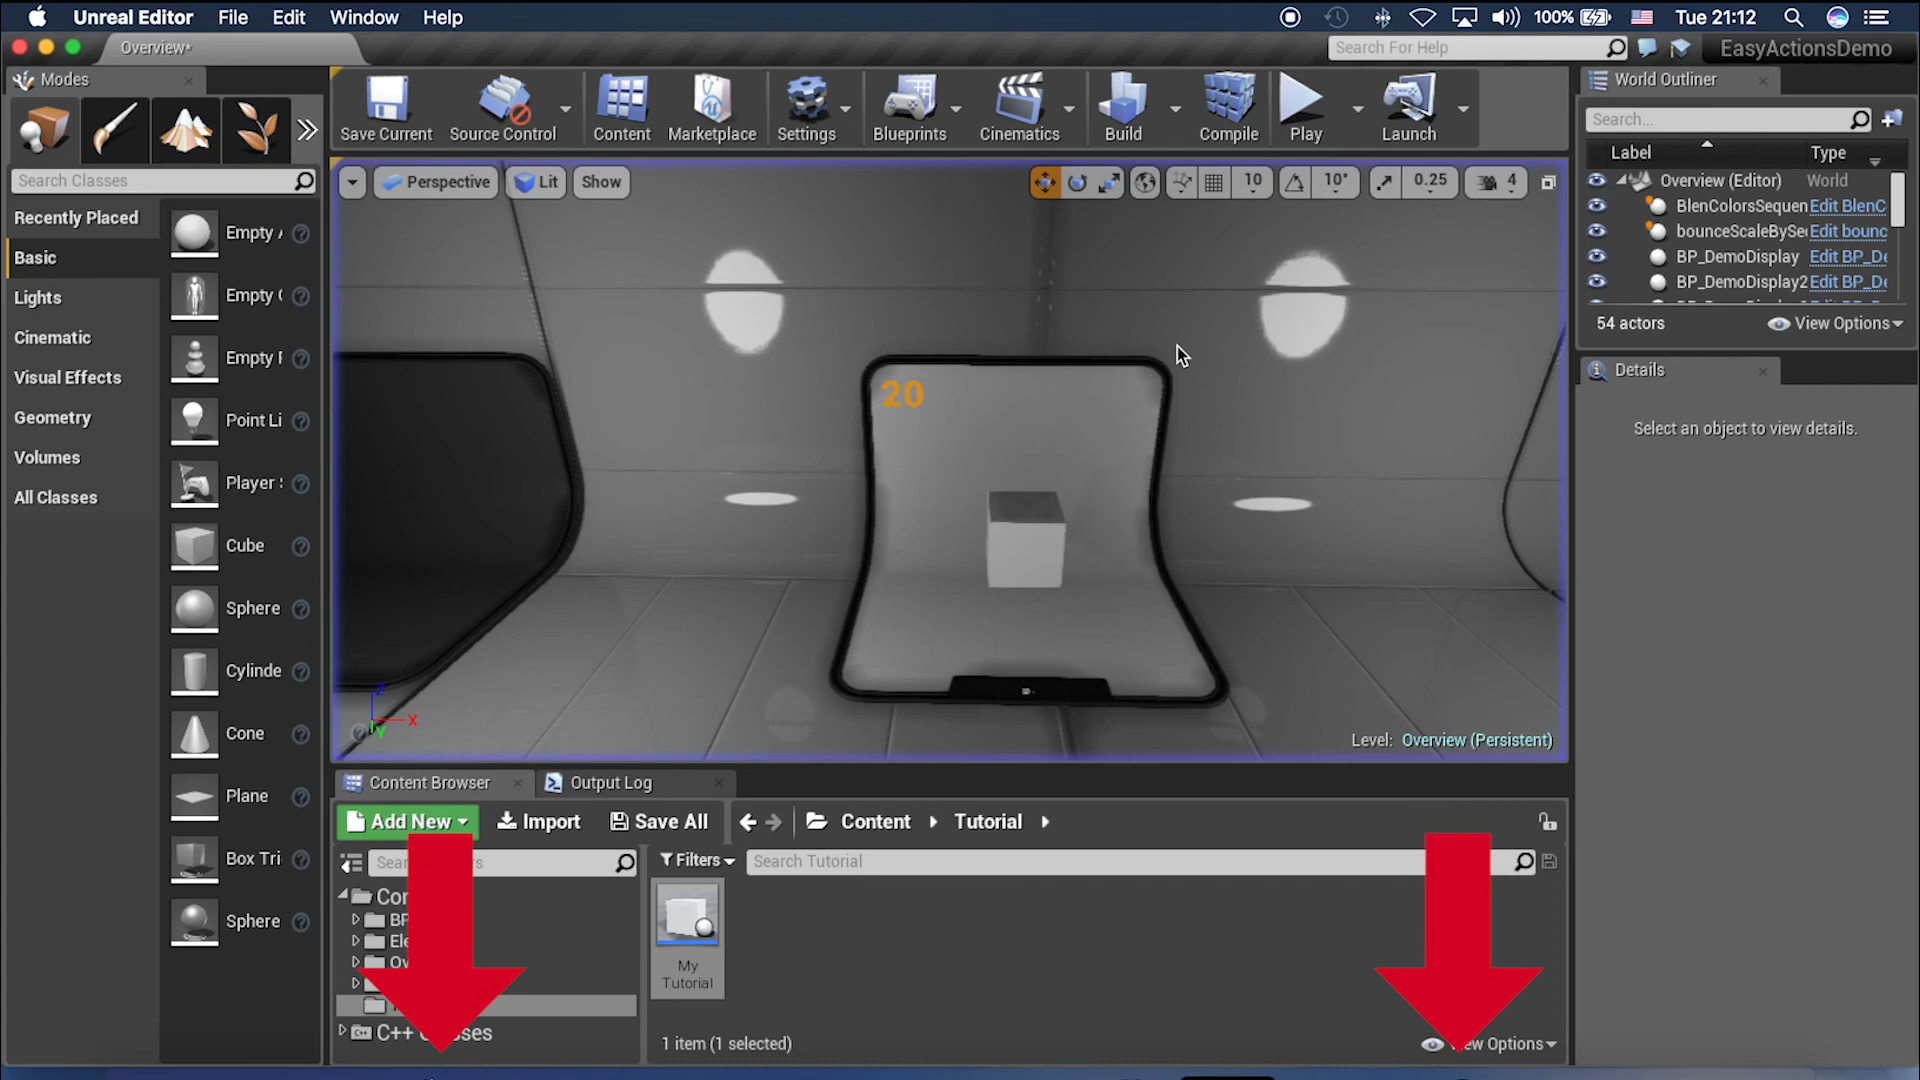 Unreal Editor File Edit Window Help
100% Tue 21:12
Overview*
Search For Help
EasyActionsDemo
Modes
Search Classes
Recently Placed
Basic
Lights
Cinematic
Visual Effects
Geometry
Volumes
All Classes
Empty A
Empty C
Empty P
Point Li
Player S
Cube
Sphere
Cylinde
Cone
Plane
Box Tri
Sphere
Save Current
Source Control
Content
Marketplace
Settings
Blueprints
Cinematics
Build
Compile
Play
Launch
Perspective
Lit
Show
10
10°
0.25
4
20
Z
X
Y
Level: Overview (Persistent)
World Outliner
Search...
Label Type
Overview (Editor) World
BlenColorsSequen Edit BlenC
bounceScaleBySe Edit bounc
BP_DemoDisplay Edit BP_De
BP_DemoDisplay2 Edit BP_De
54 actors
View Options
Details
Select an object to view details.
Content Browser
Output Log
Add New
Import
Save All
Content
Tutorial
Filters
Search Tutorial
My
Tutorial
1 item (1 selected)
Options
Con
BP
Ele
Ov
C++